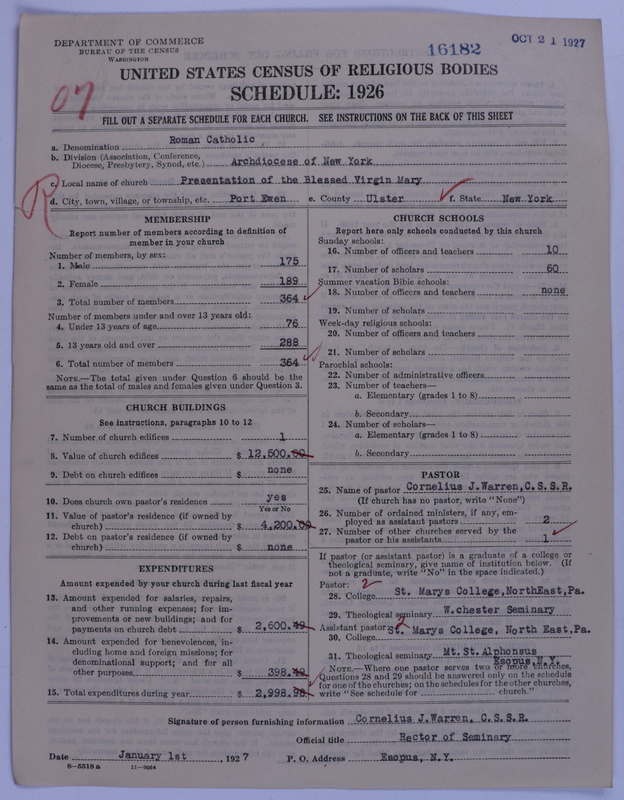 DEPARTMENT OF COMMERCE
BUREAU OF THE CENSUS
WASHINGTON
16182
OCT 21 1927
UNITED STATES CENSUS OF RELIGIOUS BODIES
SCHEDULE: 1926
07
FILL OUT A SEPARATE SCHEDULE FOR EACH CHURCH. SEE INSTRUCTIONS ON THE BACK OF THIS SHEET
a. Denomination Roman Catholic
b. Division (Association, Conference, Diocese, Presbytery, Synod, etc.) Archdiocese of New York
R
c. Local name of church Presentation of the Blessed Virgin Mary
d. City, town, village, or township, etc. Port Ewen e. County Ulster f. State New York
MEMBERSHIP
Report number of members according to definition of
member in your church
Number of members, by sex:
1. Male 175
2. Female 189
3. Total number of members 364
Number of members under and over 13 years old:
4. Under 13 years of age 76
5. 13 years old and over 288
6. Total number of members 364
NOTE.—The total given under Question 6 should be
same as the total of males and females given under Question 3.
CHURCH BUILDINGS
See instructions, paragraphs 10 to 12
7. Number of church edifices 1
8. Value of church edifices $ 12,500.00
9. Debt on church edifices $ none
10. Does church own pastor's residence yes
Yes or No
11. Value of pastor's residence (if owned by
church) $ 4,200.00
12. Debt on pastor's residence (if owned by
church) $ none
EXPENDITURES
Amount expended by your church during last fiscal year
13. Amount expended for salaries, repairs,
and other running expenses; for im-
provements or new buildings; and for
payments on church debt $ 2,600.49
14. Amount expended for benevolences, in-
cluding home and foreign missions; for
denominational support; and for all
other purposes $ 398.49
15. Total expenditures during year $ 2,998.98
CHURCH SCHOOLS
Report here only schools conducted by this church
Sunday schools:
16. Number of officers and teachers 10
17. Number of scholars 60
Summer vacation Bible schools:
18. Number of officers and teachers none
19. Number of scholars
Week-day religious schools:
20. Number of officers and teachers
21. Number of scholars
Parochial schools:
22. Number of administrative officers
23. Number of teachers—
a. Elementary (grades 1 to 8)
b. Secondary
24. Number of scholars—
a. Elementary (grades 1 to 8)
b. Secondary
PASTOR
25. Name of pastor Cornelius J.Warren,C.S.S.R.
(If church has no pastor, write "None")
26. Number of ordained ministers, if any, em-
ployed as assistant pastors 2
27. Number of other churches served by the
pastor or his assistants 1
If pastor (or assistant pastor) is a graduate of a college or
theological seminary, give name of institution below. (If
not a graduate, write "No" in the space indicated.)
Pastor: 2
28. College St. Marys College,NorthEast,Pa.
29. Theological seminary W.chester Seminary
Assistant pastor: 2
30. College St. Marys College, North East,Pa.
31. Theological seminary Mt.St.Alphonsus
Esopus,N.Y.
NOTE.—Where one pastor serves two or more churches,
Questions 28 and 29 should be answered only on the schedule
for one of the churches; on the schedules for the other churches,
write "See schedule for church."
Signature of person furnishing information Cornelius J.Warren, C.S.S.R.
Official title Rector of Seminary
Date January 1st, 1927 P. O. Address Esopus, N.Y.
8—5518a 11—9054